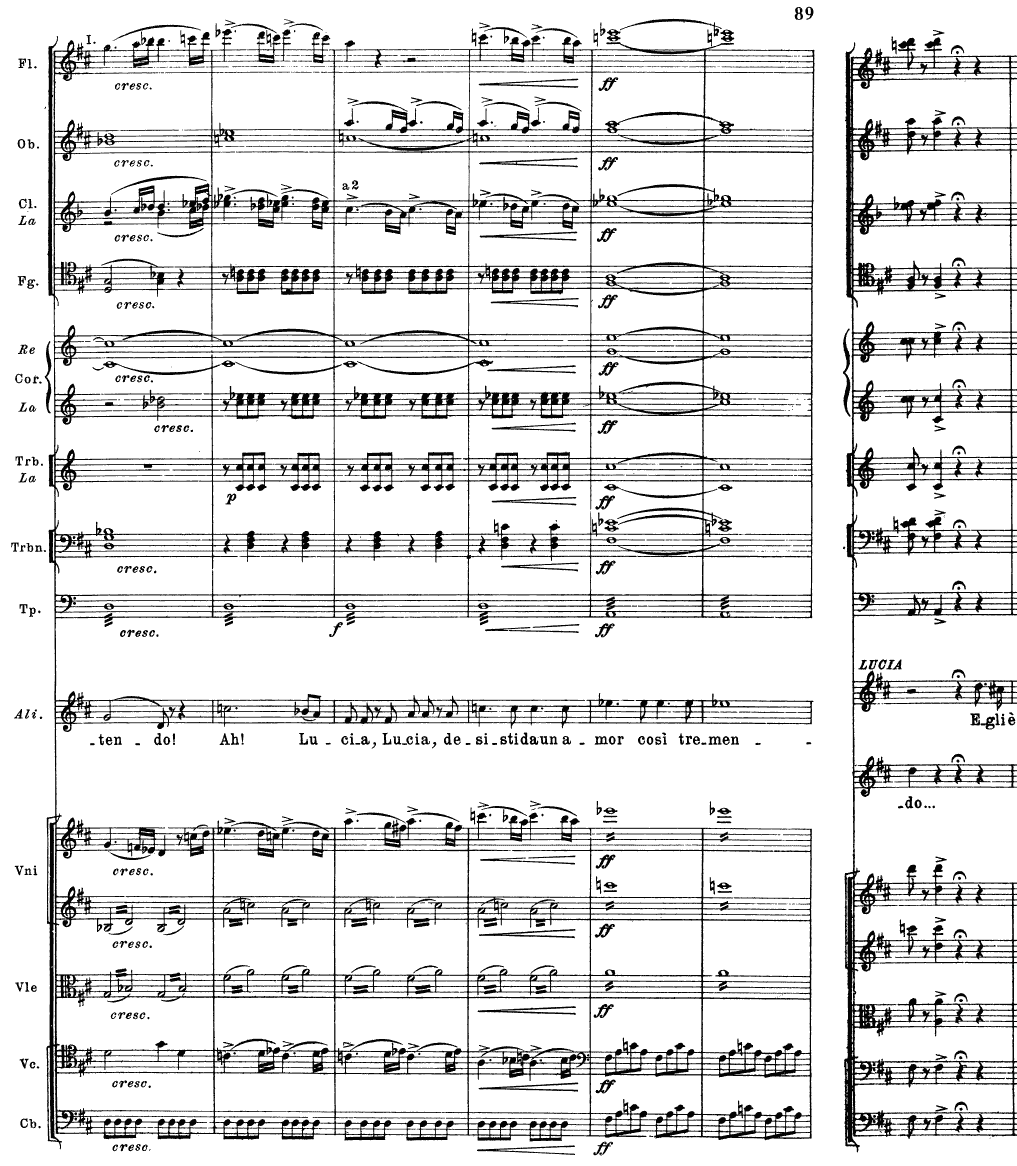 89
I.
Fl.
cresc.
ff
Ob.
cresc.
ff
a 2
Cl.
La
cresc.
ff
Fg.
cresc.
ff
Re
cresc.
ff
Cor.
La
cresc.
ff
Trb.
La
p
ff
Trbn.
cresc.
ff
Tp.
cresc.
f
ff
LUCIA
E-gliè
Ali.
-ten - do! Ah! Lu - ci-a, Lu-cia, de-si-stidaun a - mor così tre-men - -
-do...
cresc.
ff
Vni
cresc.
ff
Vle
cresc.
ff
Vc.
cresc.
ff
Cb.
cresc.
ff